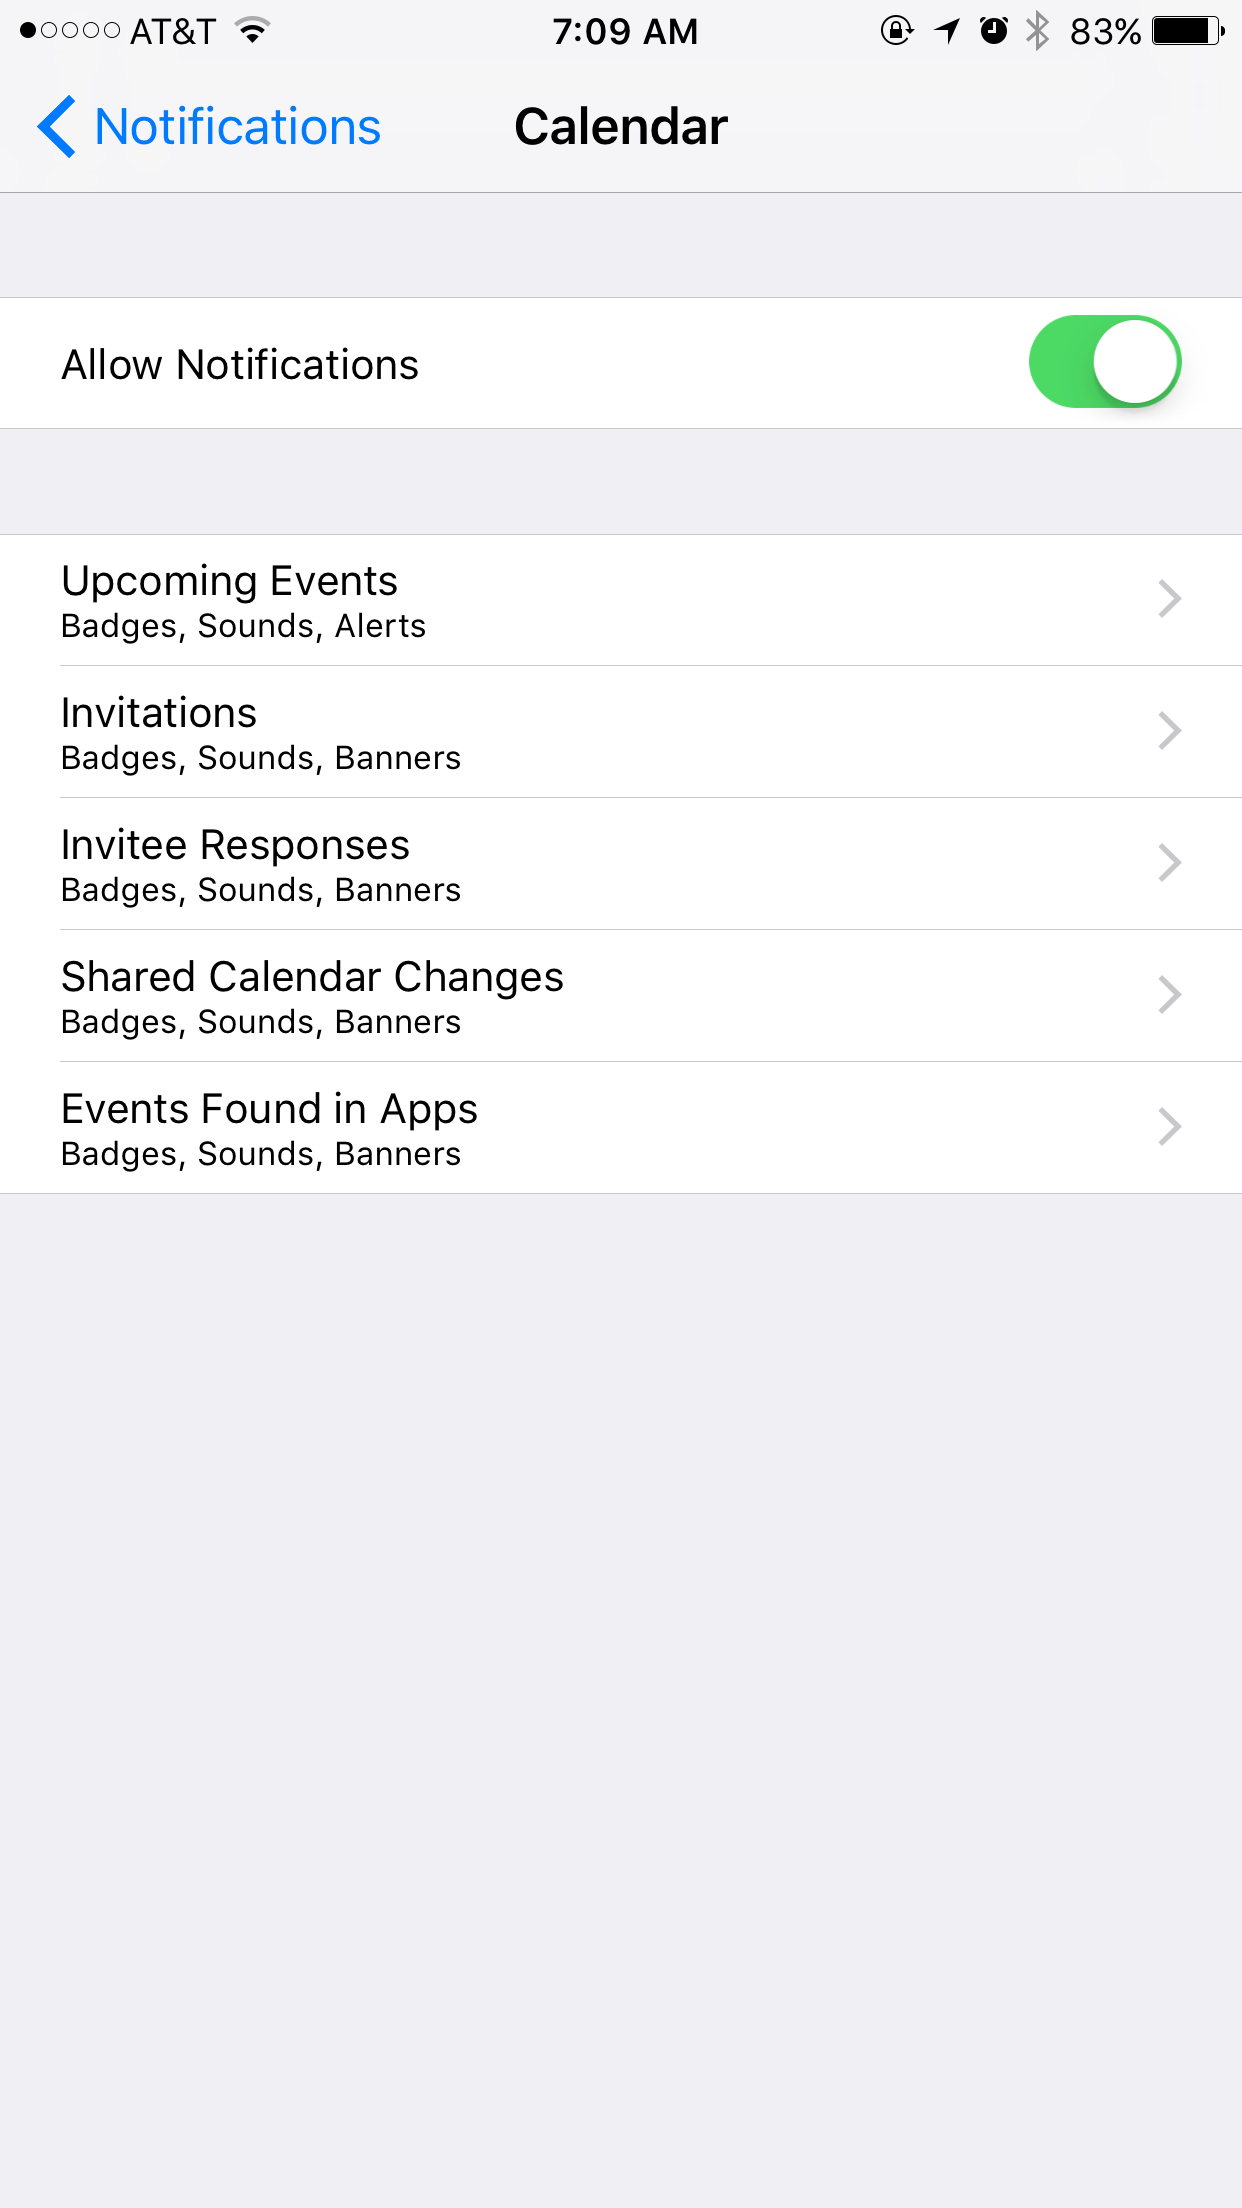 AT&T 7:09 AM 83%
Notifications Calendar
Allow Notifications
Upcoming Events
Badges, Sounds, Alerts
Invitations
Badges, Sounds, Banners
Invitee Responses
Badges, Sounds, Banners
Shared Calendar Changes
Badges, Sounds, Banners
Events Found in Apps
Badges, Sounds, Banners